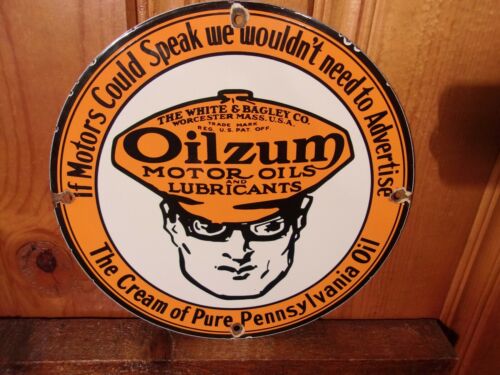 If Motors Could Speak we wouldn't need to Advertise
THE WHITE & BAGLEY CO.
WORCESTER MASS. U.S.A.
TRADE MARK
REG. U.S. PAT. OFF.
Oilzum
MOTOR OILS
AND
LUBRICANTS
The Cream of Pure Pennsylvania Oil